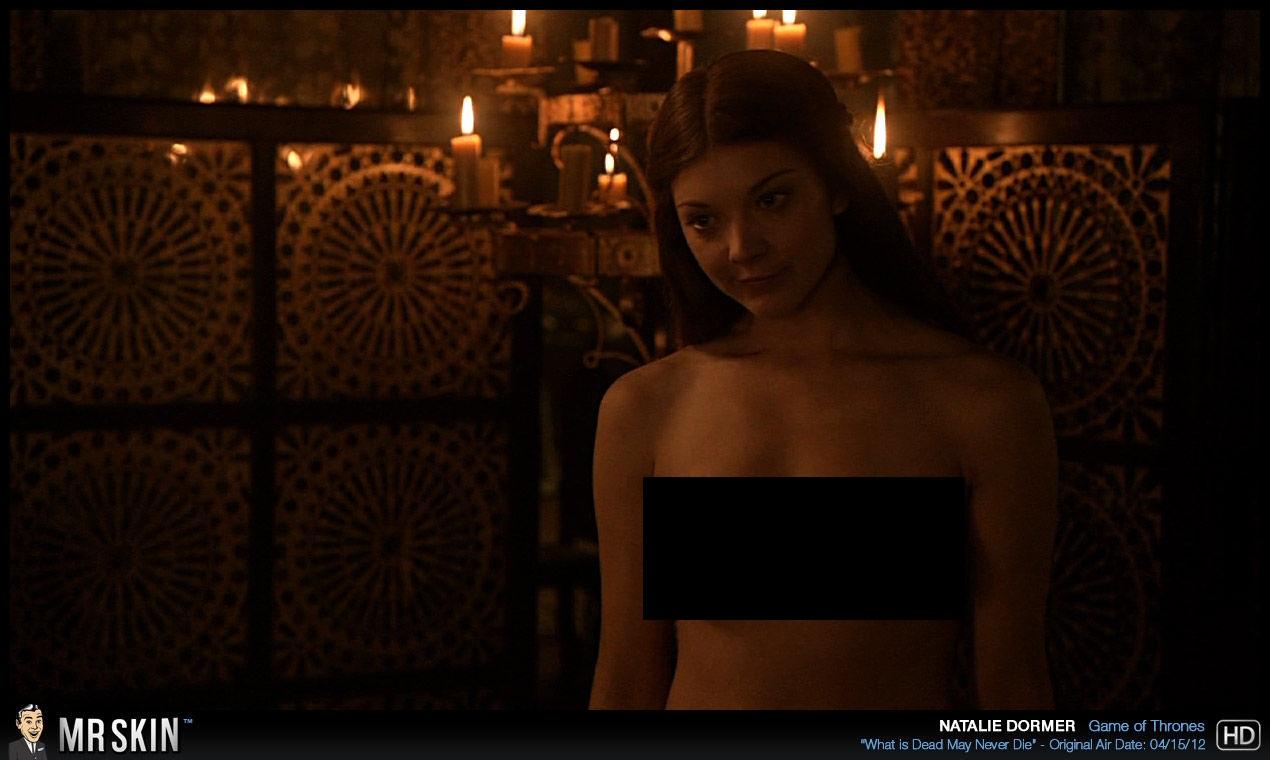 MR SKIN™
NATALIE DORMER Game of Thrones
"What is Dead May Never Die" - Original Air Date: 04/15/12
HD